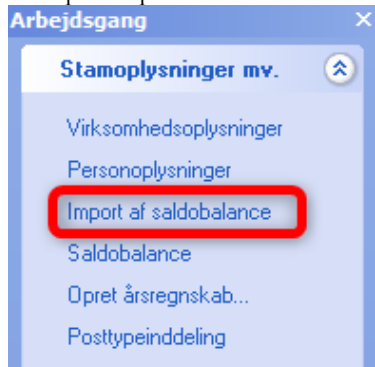 Arbejdsgang
Stamoplysninger mv.
Virksomhedsoplysninger
Personoplysninger
Import af saldobalance
Saldobalance
Opret årsregnskab...
Posttypeinddeling